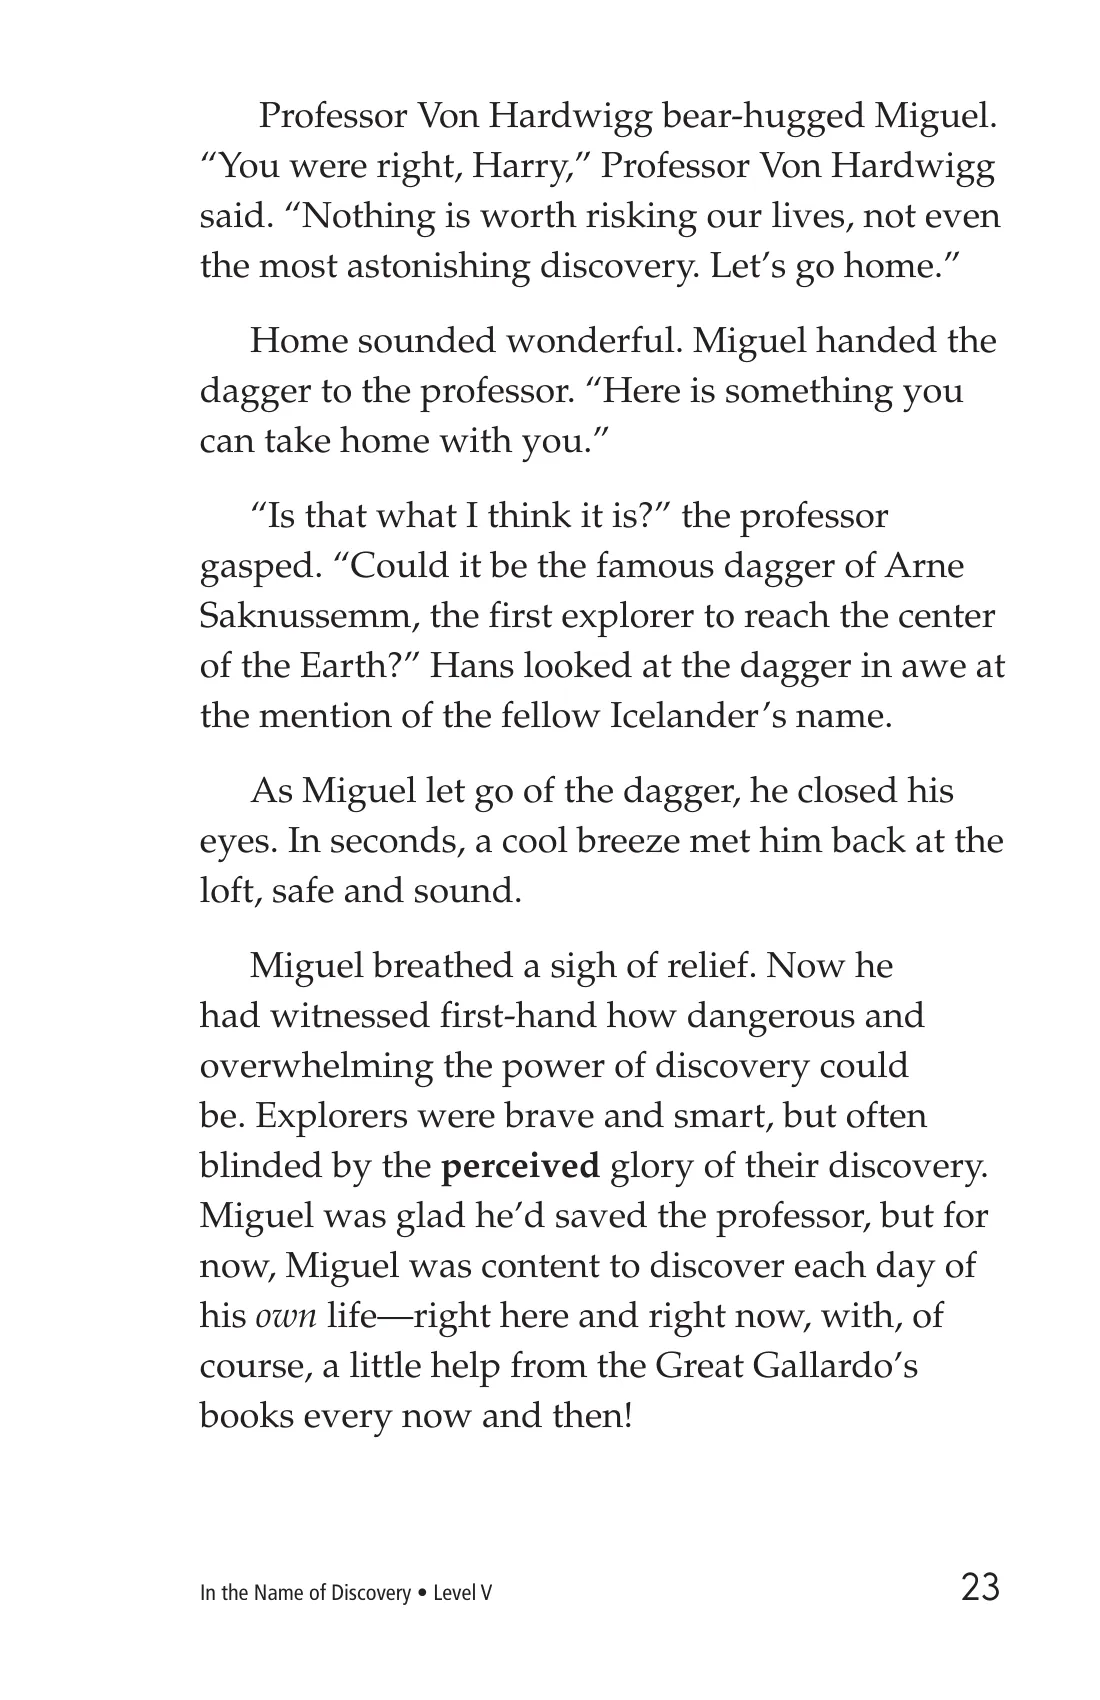 Professor Von Hardwigg bear-hugged Miguel.
“You were right, Harry,” Professor Von Hardwigg
said. “Nothing is worth risking our lives, not even
the most astonishing discovery. Let’s go home.”
Home sounded wonderful. Miguel handed the
dagger to the professor. “Here is something you
can take home with you.”
“Is that what I think it is?” the professor
gasped. “Could it be the famous dagger of Arne
Saknussemm, the first explorer to reach the center
of the Earth?” Hans looked at the dagger in awe at
the mention of the fellow Icelander’s name.
As Miguel let go of the dagger, he closed his
eyes. In seconds, a cool breeze met him back at the
loft, safe and sound.
Miguel breathed a sigh of relief. Now he
had witnessed first-hand how dangerous and
overwhelming the power of discovery could
be. Explorers were brave and smart, but often
blinded by the perceived glory of their discovery.
Miguel was glad he’d saved the professor, but for
now, Miguel was content to discover each day of
his own life—right here and right now, with, of
course, a little help from the Great Gallardo’s
books every now and then!
In the Name of Discovery • Level V 23